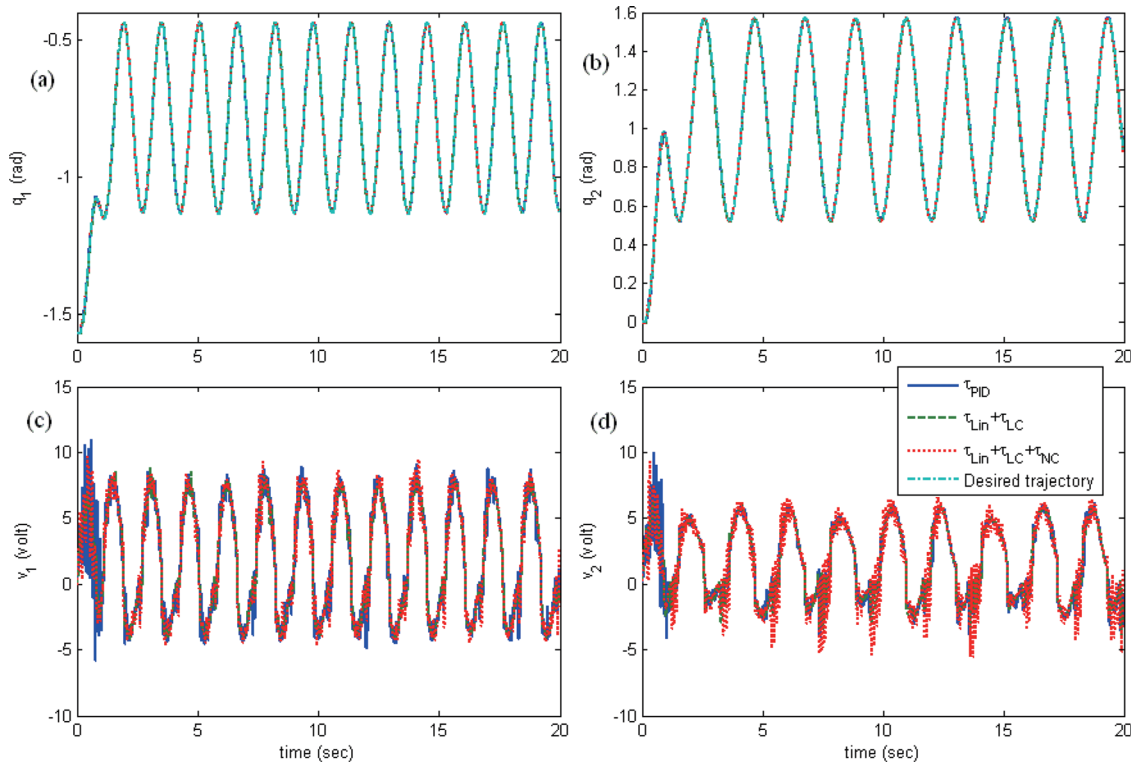 (a)
-0.5
-1
-1.5
q1 (rad)
0 5 10 15 20
(b)
1.6
1.4
1.2
1
0.8
0.6
0.4
0.2
0
q2 (rad)
0 5 10 15 20
(c)
15
10
5
0
-5
-10
v1 (volt)
0 5 10 15 20
time (sec)
(d)
15
10
5
0
-5
-10
v2 (volt)
0 5 10 15 20
time (sec)
τPID
τLin+τLC
τLin+τLC+τNC
Desired trajectory